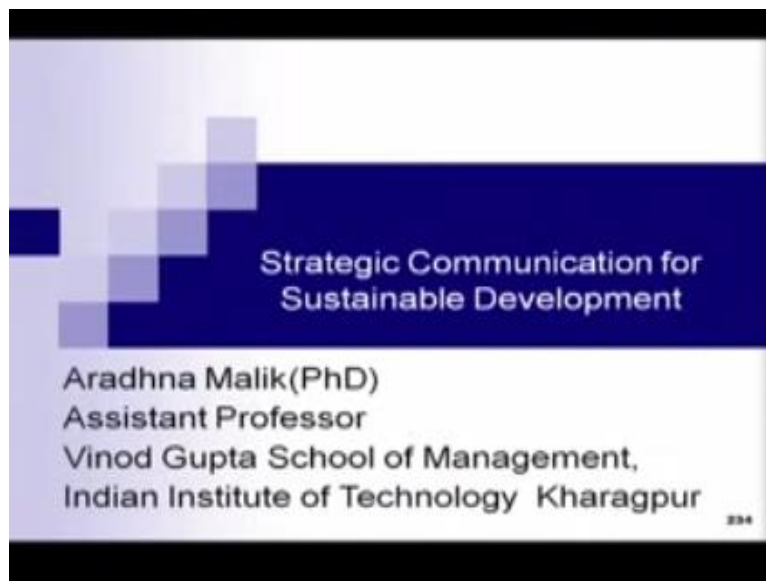 Strategic Communication for
Sustainable Development
Aradhna Malik(PhD)
Assistant Professor
Vinod Gupta School of Management,
Indian Institute of Technology Kharagpur
234